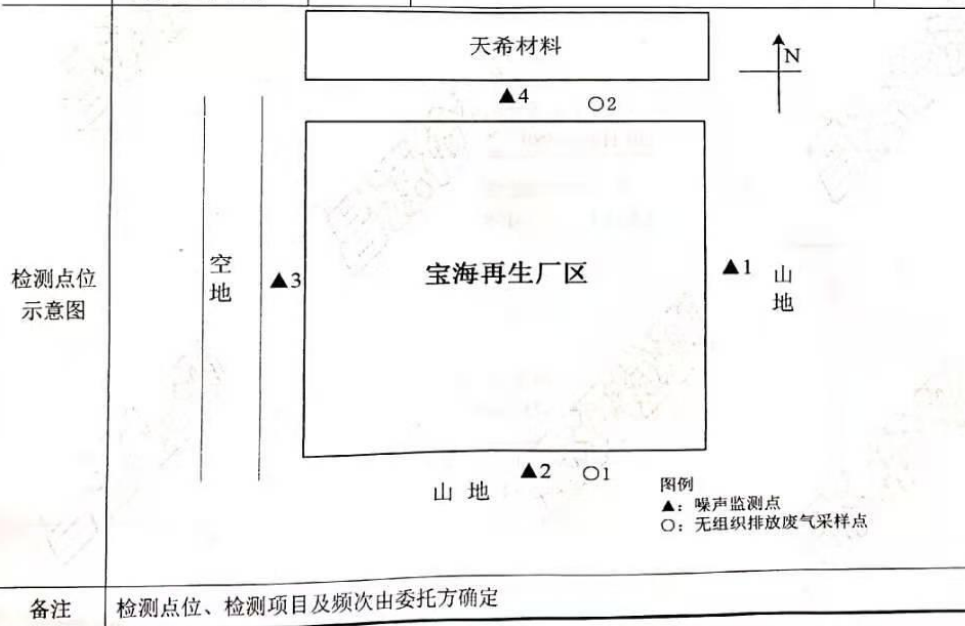 天希材料
N
▲4
○2
检测点位
示意图
空地
▲3
宝海再生厂区
▲1
山地
▲2
○1
山 地
图例
▲：噪声监测点
○：无组织排放废气采样点
备注
检测点位、检测项目及频次由委托方确定